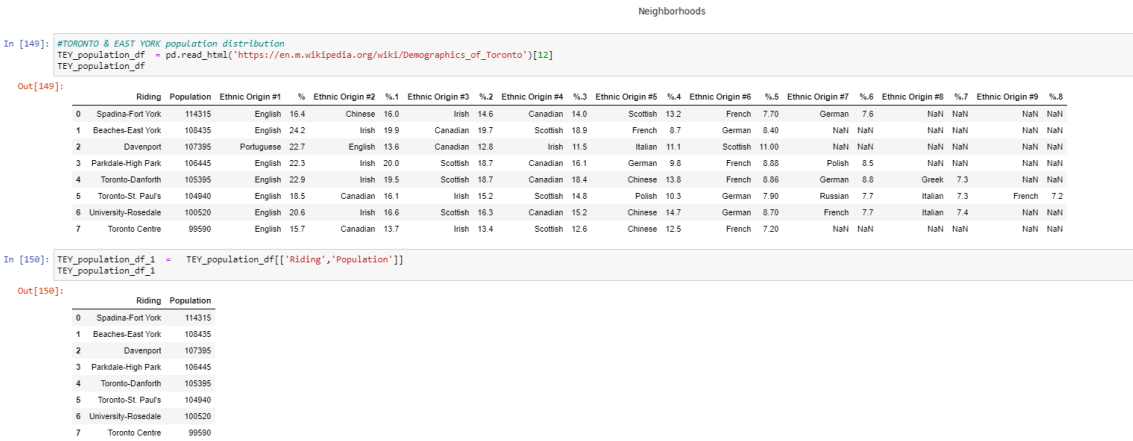 Neighborhoods
In [149]: #TORONTO & EAST YORK population distribution
TEY_population_df = pd.read_html('https://en.m.wikipedia.org/wiki/Demographics_of_Toronto')[12]
TEY_population_df
Out[149]:
Riding Population Ethnic Origin #1 % Ethnic Origin #2 %.1 Ethnic Origin #3 %.2 Ethnic Origin #4 %.3 Ethnic Origin #5 %.4 Ethnic Origin #6 %.5 Ethnic Origin #7 %.6 Ethnic Origin #8 %.7 Ethnic Origin #9 %.8
0 Spadina-Fort York 114315 English 16.4 Chinese 16.0 Irish 14.6 Canadian 14.0 Scottish 13.2 French 7.70 German 7.6 NaN NaN NaN NaN
1 Beaches-East York 108435 English 24.2 Irish 19.9 Canadian 19.7 Scottish 18.9 French 8.7 German 8.40 NaN NaN NaN NaN NaN NaN
2 Davenport 107395 Portuguese 22.7 English 13.6 Canadian 12.8 Irish 11.5 Italian 11.1 Scottish 11.00 NaN NaN NaN NaN NaN NaN
3 Parkdale-High Park 106445 English 22.3 Irish 20.0 Scottish 18.7 Canadian 16.1 German 9.8 French 8.88 Polish 8.5 NaN NaN NaN NaN
4 Toronto-Danforth 105395 English 22.9 Irish 19.5 Scottish 18.7 Canadian 18.4 Chinese 13.8 French 8.86 German 8.8 Greek 7.3 NaN NaN
5 Toronto-St. Paul's 104940 English 18.5 Canadian 16.1 Irish 15.2 Scottish 14.8 Polish 10.3 German 7.90 Russian 7.7 Italian 7.3 French 7.2
6 University-Rosedale 100520 English 20.6 Irish 16.6 Scottish 16.3 Canadian 15.2 Chinese 14.7 German 8.70 French 7.7 Italian 7.4 NaN NaN
7 Toronto Centre 99590 English 15.7 Canadian 13.7 Irish 13.4 Scottish 12.6 Chinese 12.5 French 7.20 NaN NaN NaN NaN NaN NaN
In [150]: TEY_population_df_1 = TEY_population_df[['Riding','Population']]
TEY_population_df_1
Out[150]:
Riding Population
0 Spadina-Fort York 114315
1 Beaches-East York 108435
2 Davenport 107395
3 Parkdale-High Park 106445
4 Toronto-Danforth 105395
5 Toronto-St. Paul's 104940
6 University-Rosedale 100520
7 Toronto Centre 99590